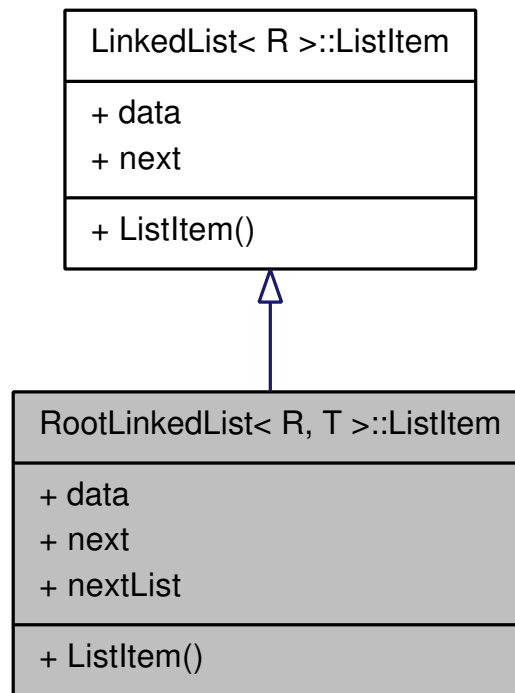 LinkedList< R >::ListItem
+ data
+ next
+ ListItem()
RootLinkedList< R, T >::ListItem
+ data
+ next
+ nextList
+ ListItem()